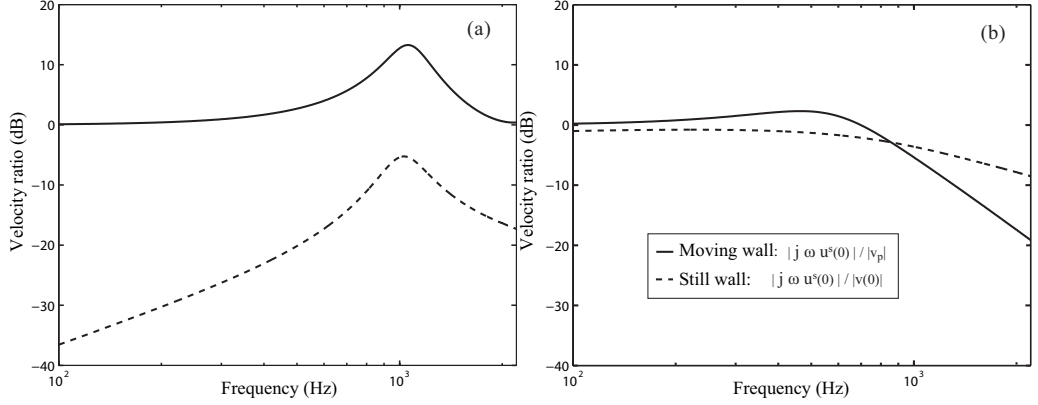 (a)
20
10
0
−10
−20
−30
−40
Velocity ratio (dB)
10²
10³
Frequency (Hz)
(b)
20
10
0
−10
−20
−30
−40
Velocity ratio (dB)
Moving wall: | j ω uˢ(0) | / |vₚ|
Still wall: | j ω uˢ(0) | / |v(0)|
10²
10³
Frequency (Hz)